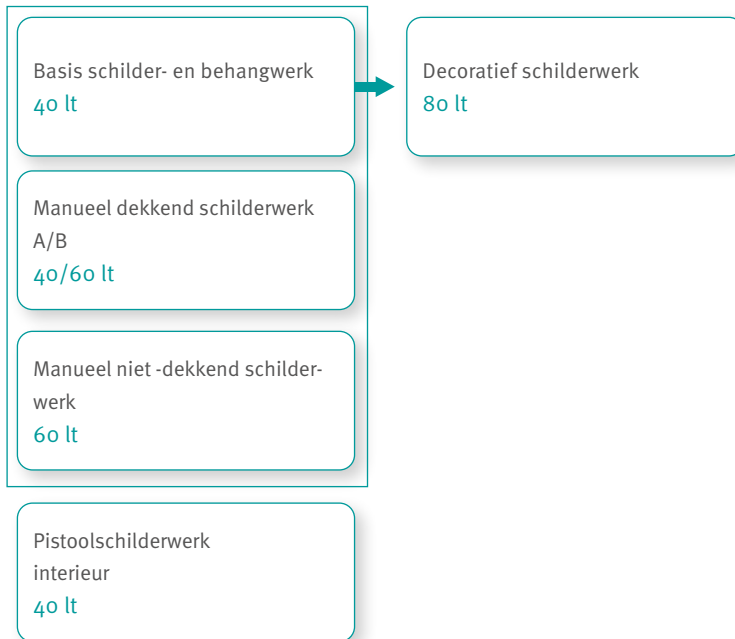 Basis schilder- en behangwerk
40 lt
Decoratief schilderwerk
80 lt
Manueel dekkend schilderwerk
A/B
40/60 lt
Manueel niet -dekkend schilder-
werk
60 lt
Pistoolschilderwerk
interieur
40 lt